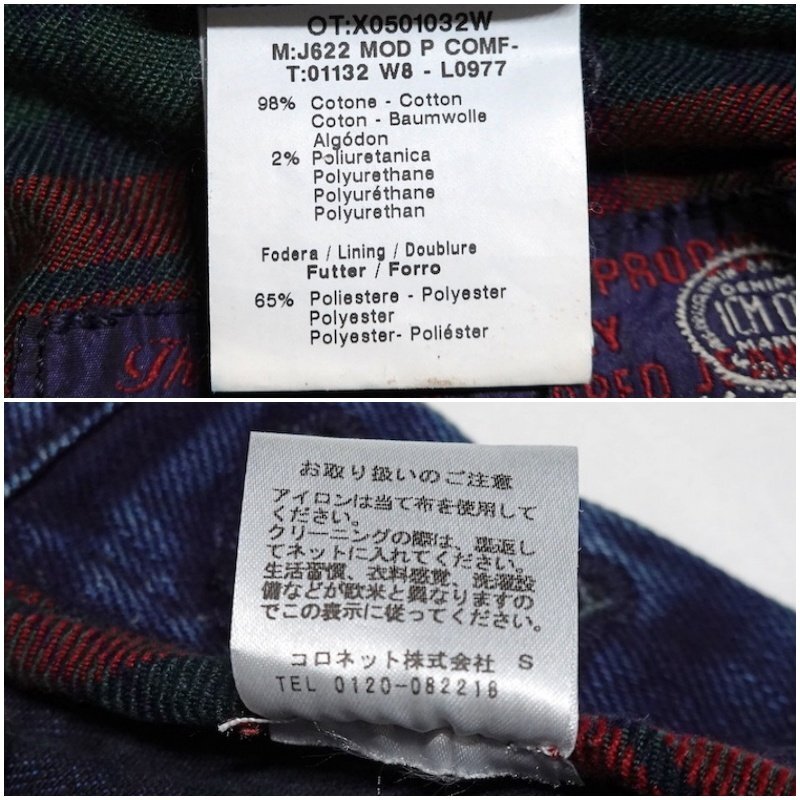 OT:X0501032W
M:J622 MOD P COMF-
T:01132 W8 - L0977
98% Cotone - Cotton
Coton - Baumwolle
Algódon
2% Poliuretanica
Polyurethane
Polyuréthane
Polyurethan
Fodera / Lining / Doublure
Futter / Forro
65% Poliestere - Polyester
Polyester
Polyester- Poliéster
DENIM
お取り扱いのご注意
アイロンは当て布を使用して
ください。
クリーニングの際は、裏返し
てネットに入れてください。
生活習慣、衣料感覚、洗濯設
備などが欧米と異なりますの
でこの表示に従ってください。
コロネット株式会社 S
TEL 0120-082218